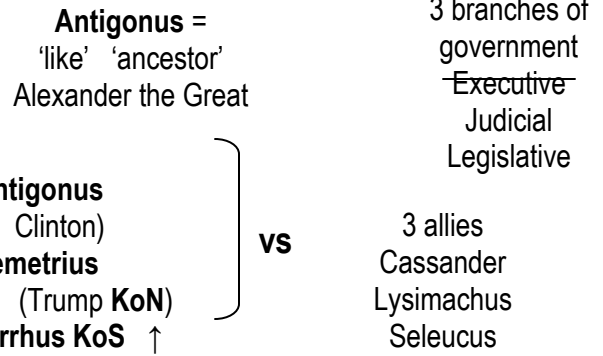 Antigonus =
'like' 'ancestor'
Alexander the Great
3 branches of
government
Executive
Judicial
Legislative
ntigonus
Clinton)
emetrius
(Trump KoN)
rrhus KoS ↑
vs
3 allies
Cassander
Lysimachus
Seleucus